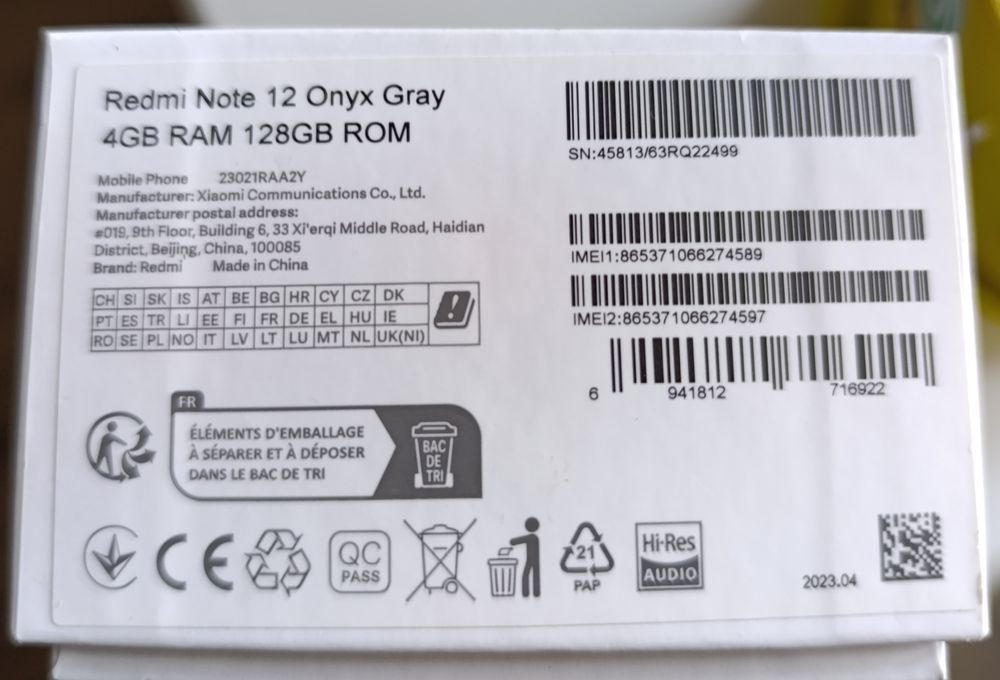 Redmi Note 12 Onyx Gray
4GB RAM 128GB ROM
Mobile Phone 23021RAA2Y
Manufacturer: Xiaomi Communications Co., Ltd.
Manufacturer postal address:
#019, 9th Floor, Building 6, 33 Xi'erqi Middle Road, Haidian
District, Beijing, China, 100085
Brand: Redmi Made in China
CH SI SK IS AT BE BG HR CY CZ DK
PT ES TR LI EE FI FR DE EL HU IE
RO SE PL NO IT LV LT LU MT NL UK(NI)
SN:45813/63RQ22499
IMEI1:865371066274589
IMEI2:865371066274597
6 941812 716922
FR
ÉLÉMENTS D'EMBALLAGE
À SÉPARER ET À DÉPOSER
DANS LE BAC DE TRI
BAC
DE
TRI
CE
QC
PASS
21
PAP
Hi-Res
AUDIO
2023.04